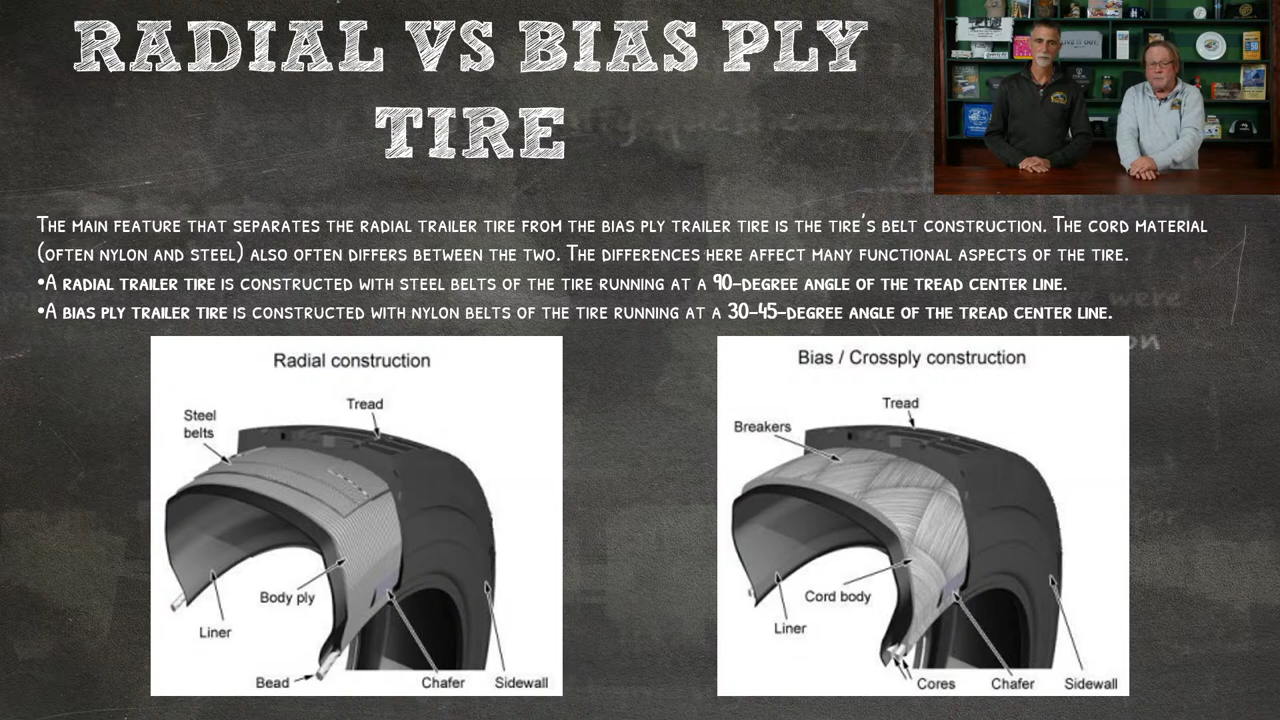 RADIAL VS BIAS PLY
TIRE
LIVE IT OUT.
The main feature that separates the radial trailer tire from the bias ply trailer tire is the tire's belt construction. The cord material
(often nylon and steel) also often differs between the two. The differences here affect many functional aspects of the tire.
•A radial trailer tire is constructed with steel belts of the tire running at a 90-degree angle of the tread center line.
•A bias ply trailer tire is constructed with nylon belts of the tire running at a 30-45-degree angle of the tread center line.
were
on
for
Radial construction
Tread
Steel
belts
Body ply
Liner
Bead
Chafer
Sidewall
Bias / Crossply construction
Tread
Breakers
Cord body
Liner
Cores
Chafer
Sidewall